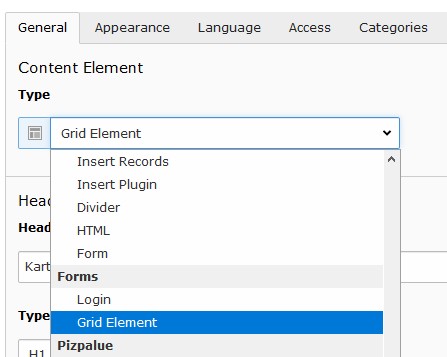 General Appearance Language Access Categories
Content Element
Type
Grid Element
Insert Records
Insert Plugin
Divider
HTML
Form
Forms
Login
Grid Element
Pizpalue
Head
Head
Kart
Type
H1